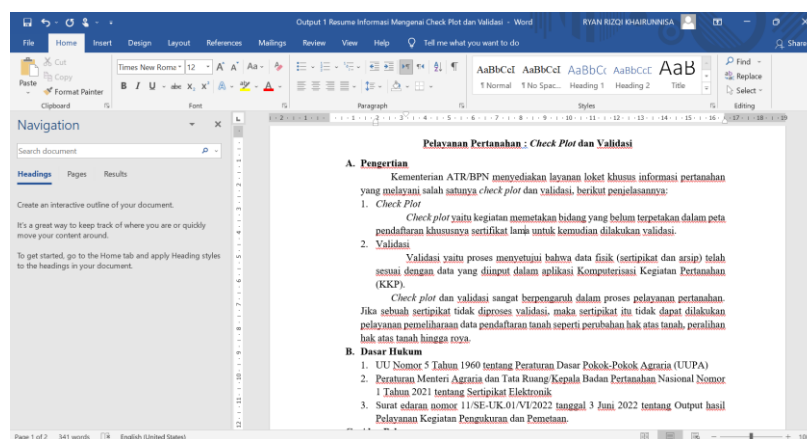 Output 1 Resume Informasi Mengenai Check Plot dan Validasi - Word
RYAN RIZQI KHAIRUNNISA
File Home Insert Design Layout References Mailings Review View Help Tell me what you want to do Share
Paste
Cut
Copy
Format Painter
Clipboard
Times New Roma 12
Font
Paragraph
AaBbCcI AaBbCcI AaBbCc AaBbCcE AaB
¶ Normal ¶ No Spac... Heading 1 Heading 2 Title
Styles
Find
Replace
Select
Editing
Navigation
Search document
Headings Pages Results
Create an interactive outline of your document.
It's a great way to keep track of where you are or quickly
move your content around.
To get started, go to the Home tab and apply Heading styles
to the headings in your document.
Pelayanan Pertanahan : Check Plot dan Validasi
A. Pengertian
Kementerian ATR/BPN menyediakan layanan loket khusus informasi pertanahan
yang melayani salah satunya check plot dan validasi, berikut penjelasannya:
1. Check Plot
Check plot yaitu kegiatan memetakan bidang yang belum terpetakan dalam peta
pendaftaran khususnya sertifikat lama untuk kemudian dilakukan validasi.
2. Validasi
Validasi yaitu proses menyetujui bahwa data fisik (sertipikat dan arsip) telah
sesuai dengan data yang diinput dalam aplikasi Komputerisasi Kegiatan Pertanahan
(KKP).
Check plot dan validasi sangat berpengaruh dalam proses pelayanan pertanahan.
Jika sebuah sertipikat tidak diproses validasi, maka sertipikat itu tidak dapat dilakukan
pelayanan pemeliharaan data pendaftaran tanah seperti perubahan hak atas tanah, peralihan
hak atas tanah hingga roya.
B. Dasar Hukum
1. UU Nomor 5 Tahun 1960 tentang Peraturan Dasar Pokok-Pokok Agraria (UUPA)
2. Peraturan Menteri Agraria dan Tata Ruang/Kepala Badan Pertanahan Nasional Nomor
1 Tahun 2021 tentang Sertipikat Elektronik
3. Surat edaran nomor 11/SE-UK.01/VI/2022 tanggal 3 Juni 2022 tentang Output hasil
Pelayanan Kegiatan Pengukuran dan Pemetaan.
Page 1 of 2 341 words English (United States)